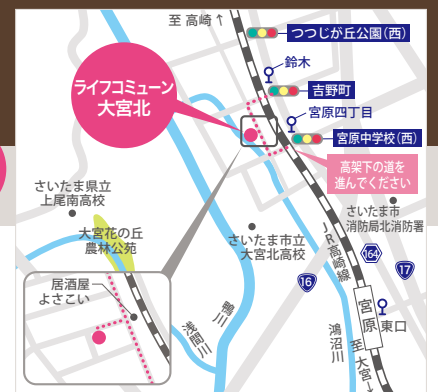 至 高崎↑
つつじが丘公園(西)
鈴木
吉野町
宮原四丁目
宮原中学校(西)
ライフコミューン
大宮北
高架下の道を
進んでください
さいたま県立
上尾南高校
大宮花の丘
農林公苑
さいたま市立
大宮北高校
さいたま市
消防局北消防署
JR高崎線
164
17
16
居酒屋
よさこい
鴨川
浅間川
鴻沼川
宮原
東口
至 大宮↓